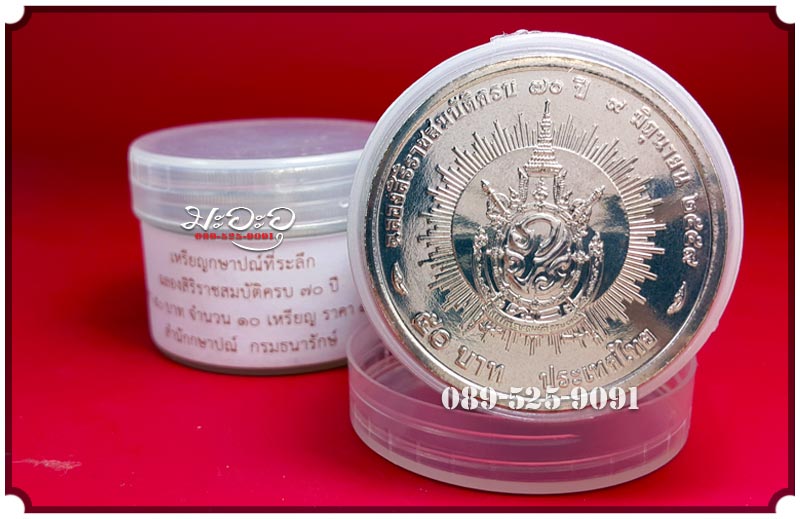 มะอะอุ
089-525-9091
เหรียญกษาปณ์ที่ระลึก
ฉลองสิริราชสมบัติครบ ๗๐ ปี
บาท จำนวน ๑๐ เหรียญ ราคา
สำนักกษาปณ์ กรมธนารักษ์
ฉลองสิริราชสมบัติครบ ๗๐ ปี ๙ มิถุนายน ๒๕๕๙
๕๐ บาท ประเทศไทย
089-525-9091